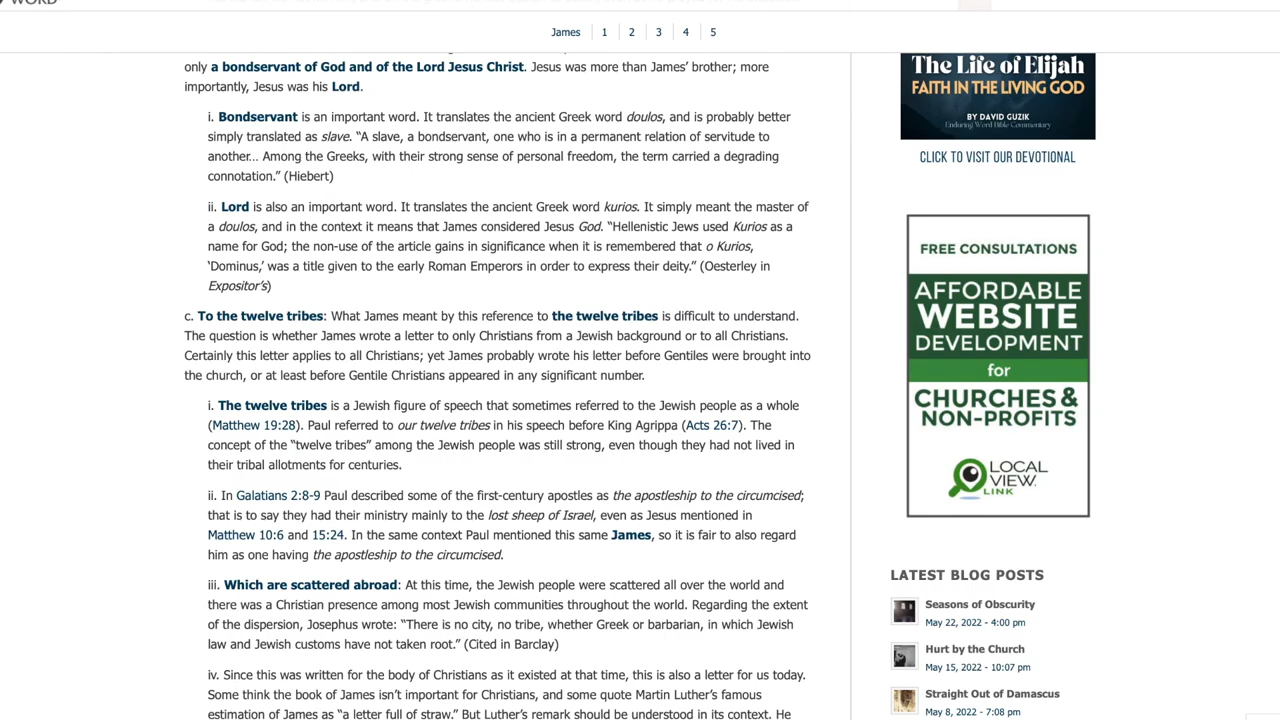 WORD
James 1 2 3 4 5
only a bondservant of God and of the Lord Jesus Christ. Jesus was more than James’ brother; more
importantly, Jesus was his Lord.
i. Bondservant is an important word. It translates the ancient Greek word doulos, and is probably better
simply translated as slave. “A slave, a bondservant, one who is in a permanent relation of servitude to
another… Among the Greeks, with their strong sense of personal freedom, the term carried a degrading
connotation.” (Hiebert)
ii. Lord is also an important word. It translates the ancient Greek word kurios. It simply meant the master of
a doulos, and in the context it means that James considered Jesus God. “Hellenistic Jews used Kurios as a
name for God; the non-use of the article gains in significance when it is remembered that o Kurios,
‘Dominus,’ was a title given to the early Roman Emperors in order to express their deity.” (Oesterley in
Expositor’s)
c. To the twelve tribes: What James meant by this reference to the twelve tribes is difficult to understand.
The question is whether James wrote a letter to only Christians from a Jewish background or to all Christians.
Certainly this letter applies to all Christians; yet James probably wrote his letter before Gentiles were brought into
the church, or at least before Gentile Christians appeared in any significant number.
i. The twelve tribes is a Jewish figure of speech that sometimes referred to the Jewish people as a whole
(Matthew 19:28). Paul referred to our twelve tribes in his speech before King Agrippa (Acts 26:7). The
concept of the “twelve tribes” among the Jewish people was still strong, even though they had not lived in
their tribal allotments for centuries.
ii. In Galatians 2:8-9 Paul described some of the first-century apostles as the apostleship to the circumcised;
that is to say they had their ministry mainly to the lost sheep of Israel, even as Jesus mentioned in
Matthew 10:6 and 15:24. In the same context Paul mentioned this same James, so it is fair to also regard
him as one having the apostleship to the circumcised.
iii. Which are scattered abroad: At this time, the Jewish people were scattered all over the world and
there was a Christian presence among most Jewish communities throughout the world. Regarding the extent
of the dispersion, Josephus wrote: “There is no city, no tribe, whether Greek or barbarian, in which Jewish
law and Jewish customs have not taken root.” (Cited in Barclay)
iv. Since this was written for the body of Christians as it existed at that time, this is also a letter for us today.
Some think the book of James isn’t important for Christians, and some quote Martin Luther’s famous
estimation of James as “a letter full of straw.” But Luther’s remark should be understood in its context. He
The Life of Elijah
FAITH IN THE LIVING GOD
BY DAVID GUZIK
Enduring Word Bible Commentary
CLICK TO VISIT OUR DEVOTIONAL
FREE CONSULTATIONS
AFFORDABLE
WEBSITE
DEVELOPMENT
for
CHURCHES &
NON-PROFITS
LOCAL
VIEW.
LINK
LATEST BLOG POSTS
Seasons of Obscurity
May 22, 2022 - 4:00 pm
Hurt by the Church
May 15, 2022 - 10:07 pm
Straight Out of Damascus
May 8, 2022 - 7:08 pm